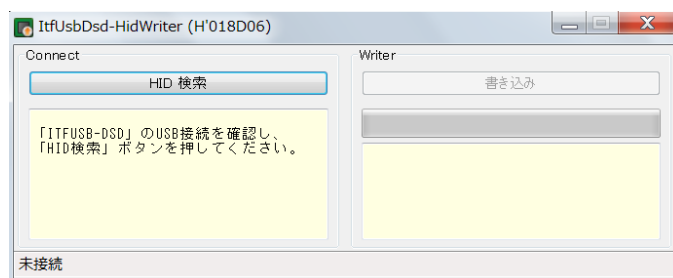 ItfUsbDsd-HidWriter (H'018D06)
Connect
HID 検索
「ITFUSB-DSD」のUSB接続を確認し、
「HID検索」ボタンを押してください。
Writer
書き込み
未接続